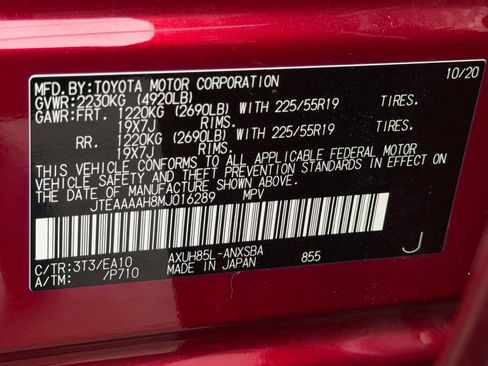 MFD.BY:TOYOTA MOTOR CORPORATION 10/20
GVWR:2230KG (4920LB)
GAWR:FRT. 1220KG (2690LB) WITH 225/55R19 TIRES.
19X7J RIMS.
RR. 1220KG (2690LB) WITH 225/55R19 TIRES.
19X7J RIMS.
THIS VEHICLE CONFORMS TO ALL APPLICABLE FEDERAL MOTOR
VEHICLE SAFETY AND THEFT PREVENTION STANDARDS IN EFFECT ON
THE DATE OF MANUFACTURE SHOWN ABOVE.
JTEAAAAH8MJ016289 MPV
C/TR:3T3/EA10 AXUH85L-ANXSBA
A/TM: /P710 MADE IN JAPAN 855
J